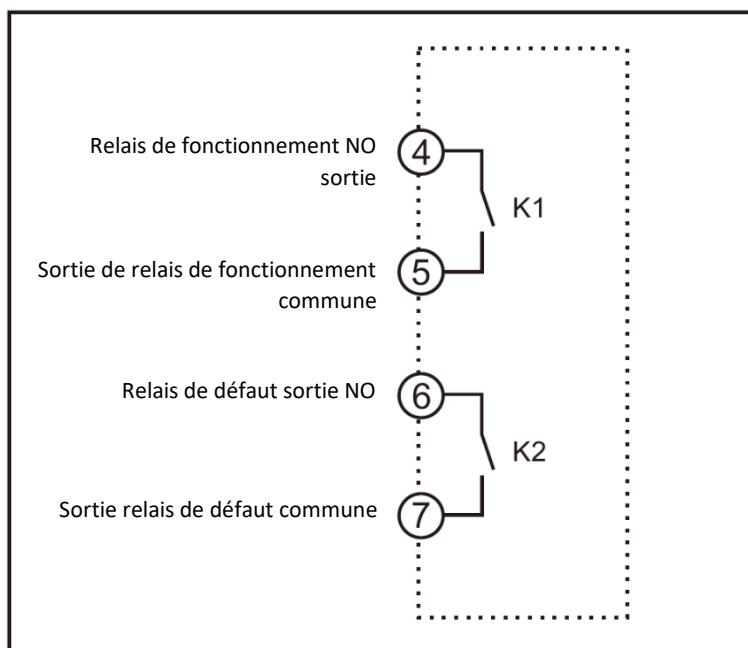 Relais de fonctionnement NO
sortie
4
K1
Sortie de relais de fonctionnement
commune
5
Relais de défaut sortie NO
6
K2
Sortie relais de défaut commune
7